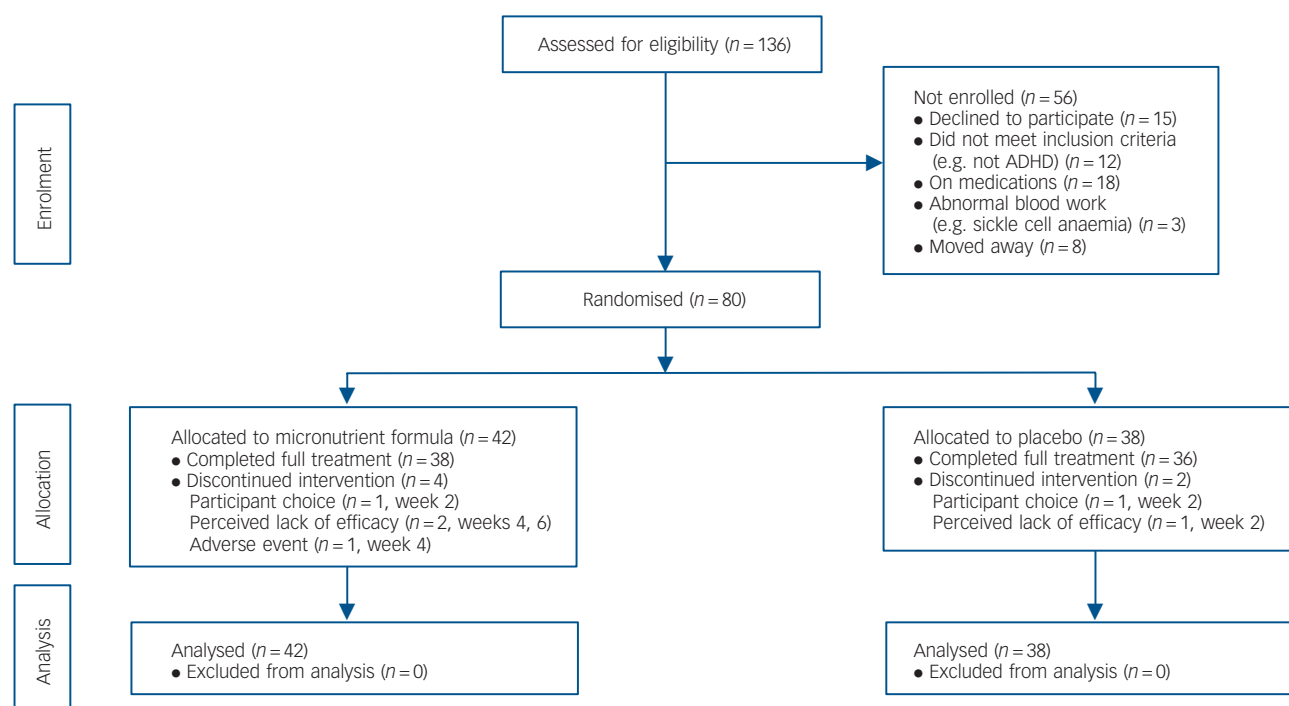 Assessed for eligibility (n = 136)
Enrolment
Not enrolled (n = 56)
● Declined to participate (n = 15)
● Did not meet inclusion criteria
(e.g. not ADHD) (n = 12)
● On medications (n = 18)
● Abnormal blood work
(e.g. sickle cell anaemia) (n = 3)
● Moved away (n = 8)
Randomised (n = 80)
Allocation
Allocated to micronutrient formula (n = 42)
● Completed full treatment (n = 38)
● Discontinued intervention (n = 4)
Participant choice (n = 1, week 2)
Perceived lack of efficacy (n = 2, weeks 4, 6)
Adverse event (n = 1, week 4)
Allocated to placebo (n = 38)
● Completed full treatment (n = 36)
● Discontinued intervention (n = 2)
Participant choice (n = 1, week 2)
Perceived lack of efficacy (n = 1, week 2)
Analysis
Analysed (n = 42)
● Excluded from analysis (n = 0)
Analysed (n = 38)
● Excluded from analysis (n = 0)